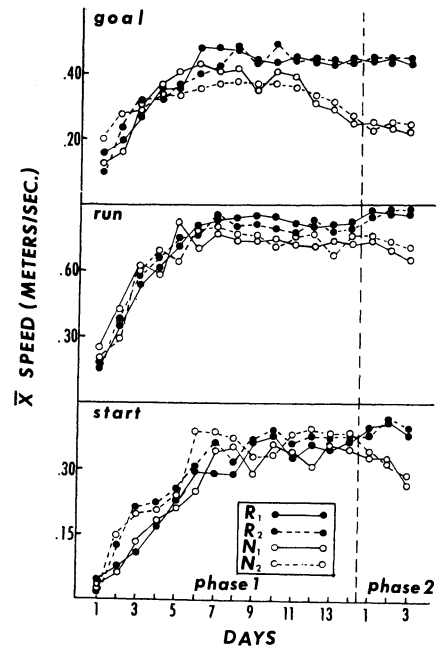 goal
.40
.20
run
.60
.30
start
.30
.15
X̅ SPEED (METERS/SEC.)
R1
R2
N1
N2
phase 1
phase 2
1 3 5 7 9 11 13 1 3
DAYS